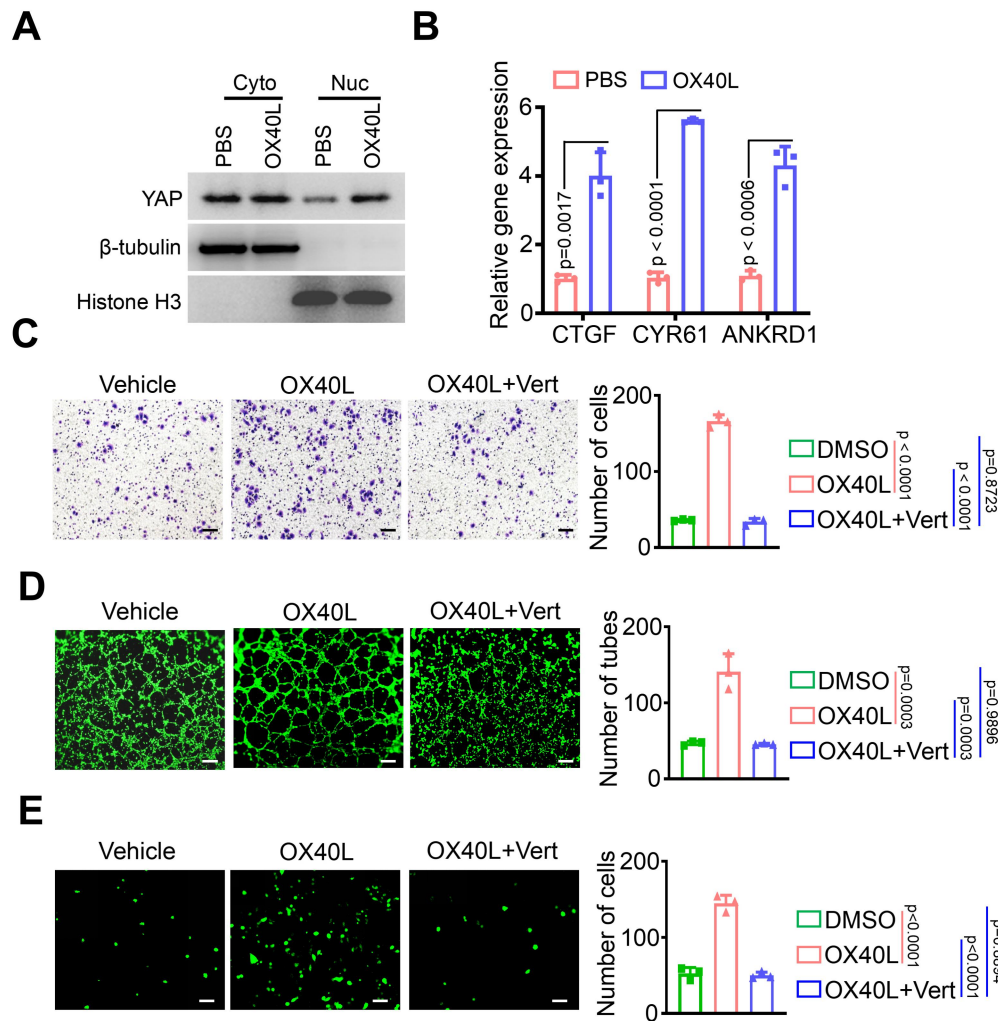 A
Cyto Nuc
PBS OX40L PBS OX40L
YAP
β-tubulin
Histone H3
B
PBS OX40L
Relative gene expression
6
4
2
0
p=0.0017
p < 0.0001
p < 0.0006
CTGF CYR61 ANKRD1
C
Vehicle OX40L OX40L+Vert
Number of cells
200
100
0
DMSO
OX40L
OX40L+Vert
p < 0.0001
p < 0.0001
p=0.8723
D
Vehicle OX40L OX40L+Vert
Number of tubes
200
100
0
DMSO
OX40L
OX40L+Vert
p=0.0003
p=0.0003
p=0.9896
E
Vehicle OX40L OX40L+Vert
Number of cells
200
100
0
DMSO
OX40L
OX40L+Vert
p<0.0001
p<0.0001